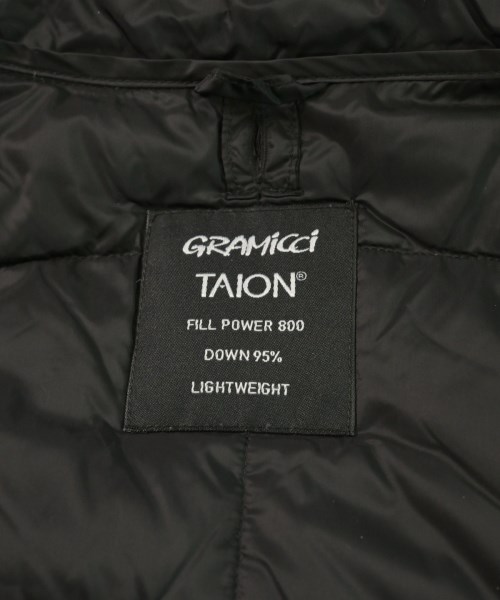 GRAMiCCi
TAION®
FILL POWER 800
DOWN 95%
LIGHTWEIGHT